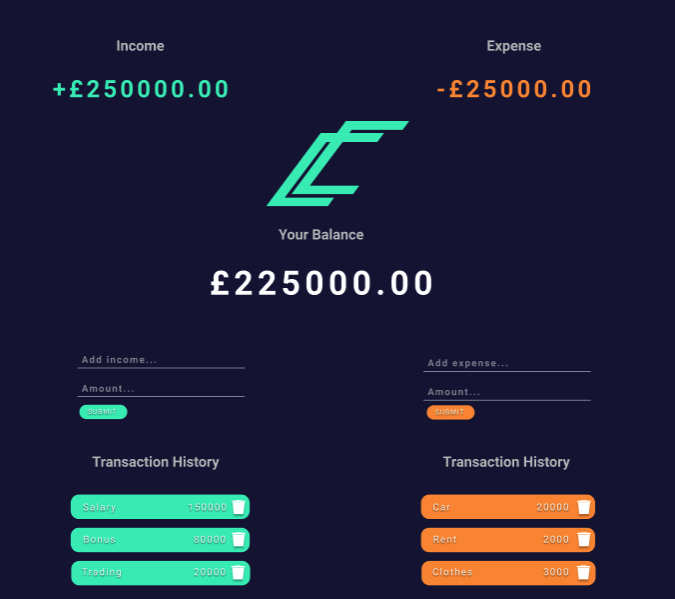 Income
Expense
+£250000.00
-£25000.00
Your Balance
£225000.00
Add income...
Add expense...
Amount...
Amount...
SUBMIT
SUBMIT
Transaction History
Transaction History
Salary 150000
Car 20000
Bonus 80000
Rent 2000
Trading 20000
Clothes 3000